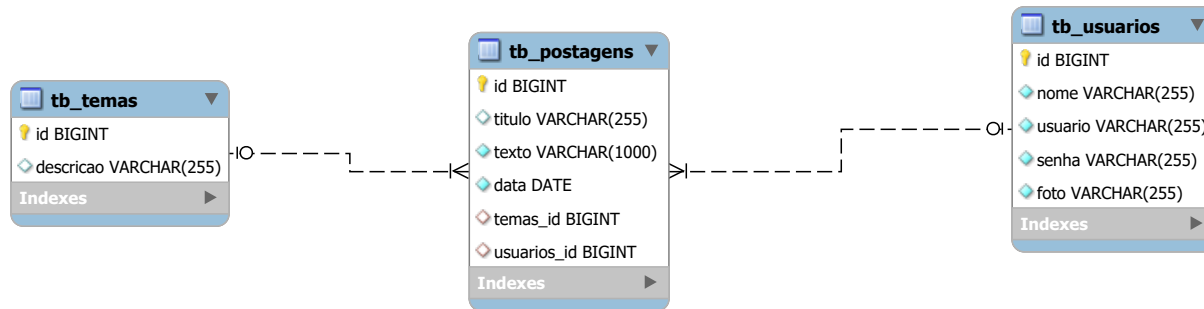 tb_temas
id BIGINT
descricao VARCHAR(255)
Indexes
tb_postagens
id BIGINT
titulo VARCHAR(255)
texto VARCHAR(1000)
data DATE
temas_id BIGINT
usuarios_id BIGINT
Indexes
tb_usuarios
id BIGINT
nome VARCHAR(255)
usuario VARCHAR(255)
senha VARCHAR(255)
foto VARCHAR(255)
Indexes